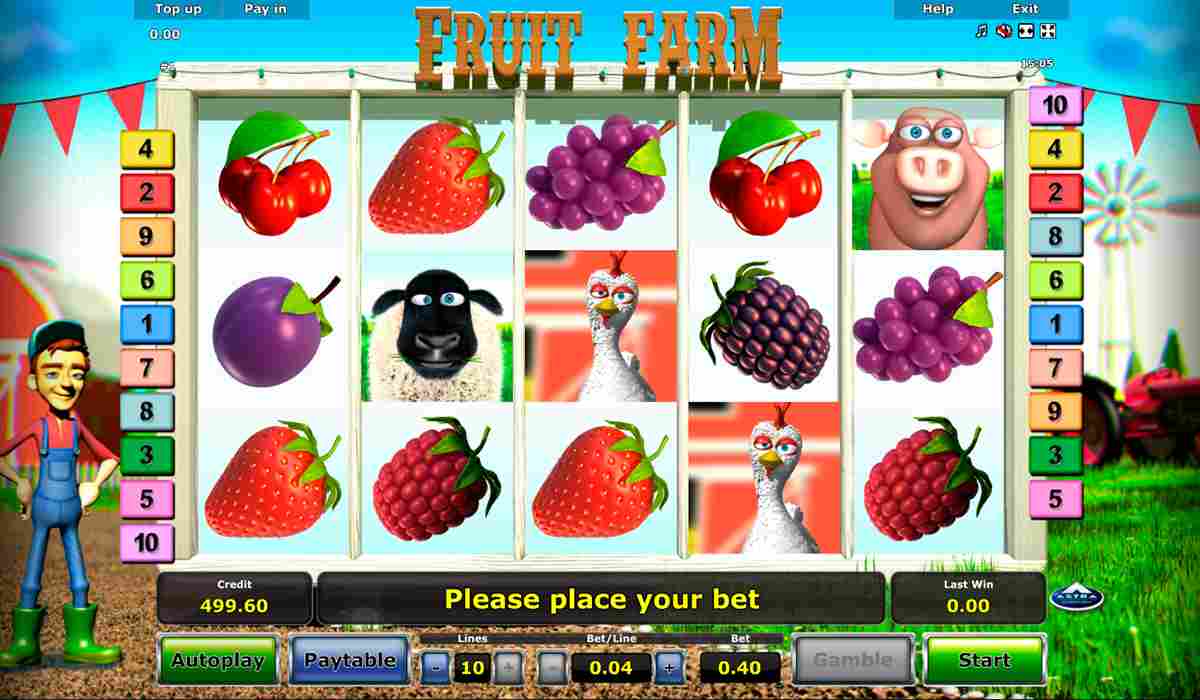 Top up Pay in
Help Exit
0.00
FRUIT FARM
15:05
4
2
9
6
1
7
8
3
5
10
10
4
2
8
6
1
7
9
3
5
Credit
499.60
Please place your bet
Last Win
0.00
ASTRA
Autoplay
Paytable
Lines
- 10 +
Bet/Line
- 0.04 +
Bet
0.40
Gamble
Start